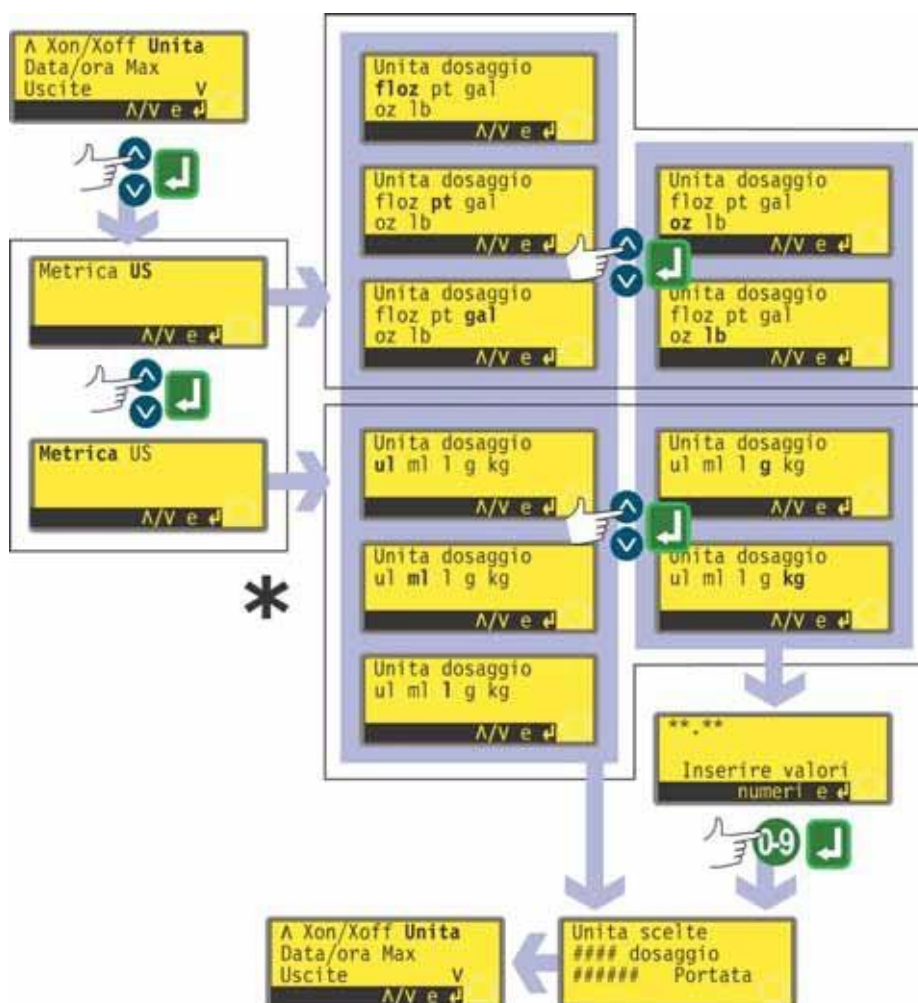 Λ Xon/Xoff Unita
Data/ora Max
Uscite V
Λ/V e ↲
Metrica US
Λ/V e ↲
Metrica US
Λ/V e ↲
Unita dosaggio
floz pt gal
oz lb
Λ/V e ↲
Unita dosaggio
floz pt gal
oz lb
Λ/V e ↲
Unita dosaggio
floz pt gal
oz lb
Λ/V e ↲
Unita dosaggio
floz pt gal
oz lb
Λ/V e ↲
Unita dosaggio
floz pt gal
oz lb
Λ/V e ↲
Unita dosaggio
ul ml l g kg
Λ/V e ↲
Unita dosaggio
ul ml l g kg
Λ/V e ↲
Unita dosaggio
ul ml l g kg
Λ/V e ↲
Unita dosaggio
ul ml l g kg
Λ/V e ↲
Unita dosaggio
ul ml l g kg
Λ/V e ↲
*
**.**
Inserire valori
numeri e ↲
0-9
Unita scelte
#### dosaggio
###### Portata
Λ Xon/Xoff Unita
Data/ora Max
Uscite V
Λ/V e ↲